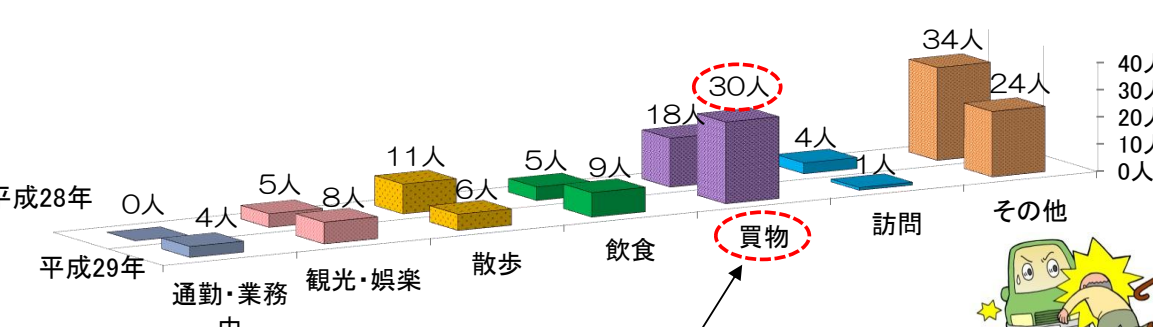 34人
40人
30人
30人
24人
18人
20人
4人
11人
5人
9人
10人
1人
0人
平成28年
0人
5人
8人
6人
4人
平成29年
通勤・業務
中
観光・娯楽
散歩
飲食
買物
訪問
その他